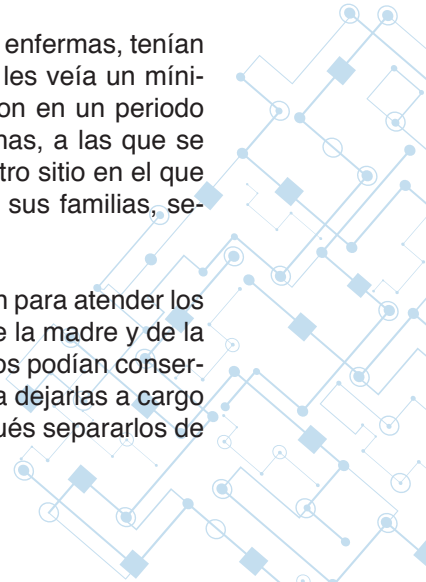 enfermas, tenían
les veía un míni-
on en un periodo
nas, a las que se
tro sitio en el que
sus familias, se-
n para atender los
e la madre y de la
os podían conser-
a dejarlas a cargo
ués separarlos de